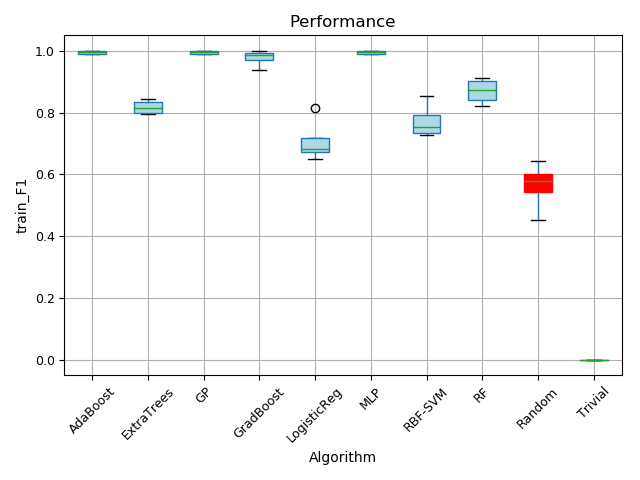 Performance
1.0
0.8
0.6
0.4
0.2
0.0
train_F1
AdaBoost
ExtraTrees
GP
GradBoost
LogisticReg
MLP
RBF-SVM
RF
Random
Trivial
Algorithm